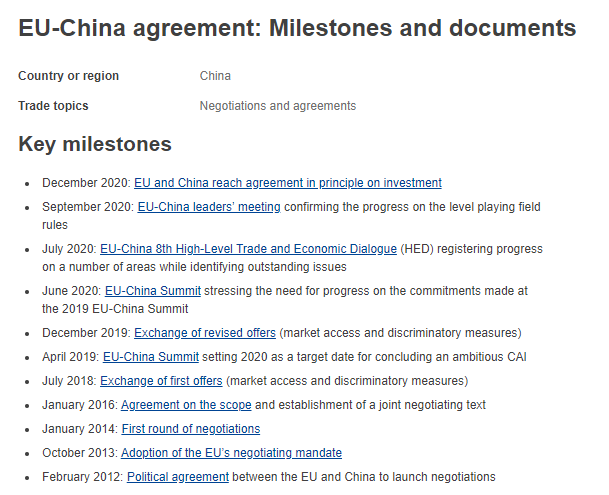 EU-China agreement: Milestones and documents
Country or region China
Trade topics Negotiations and agreements
Key milestones
December 2020: EU and China reach agreement in principle on investment
September 2020: EU-China leaders’ meeting confirming the progress on the level playing field
rules
July 2020: EU-China 8th High-Level Trade and Economic Dialogue (HED) registering progress
on a number of areas while identifying outstanding issues
June 2020: EU-China Summit stressing the need for progress on the commitments made at
the 2019 EU-China Summit
December 2019: Exchange of revised offers (market access and discriminatory measures)
April 2019: EU-China Summit setting 2020 as a target date for concluding an ambitious CAI
July 2018: Exchange of first offers (market access and discriminatory measures)
January 2016: Agreement on the scope and establishment of a joint negotiating text
January 2014: First round of negotiations
October 2013: Adoption of the EU’s negotiating mandate
February 2012: Political agreement between the EU and China to launch negotiations